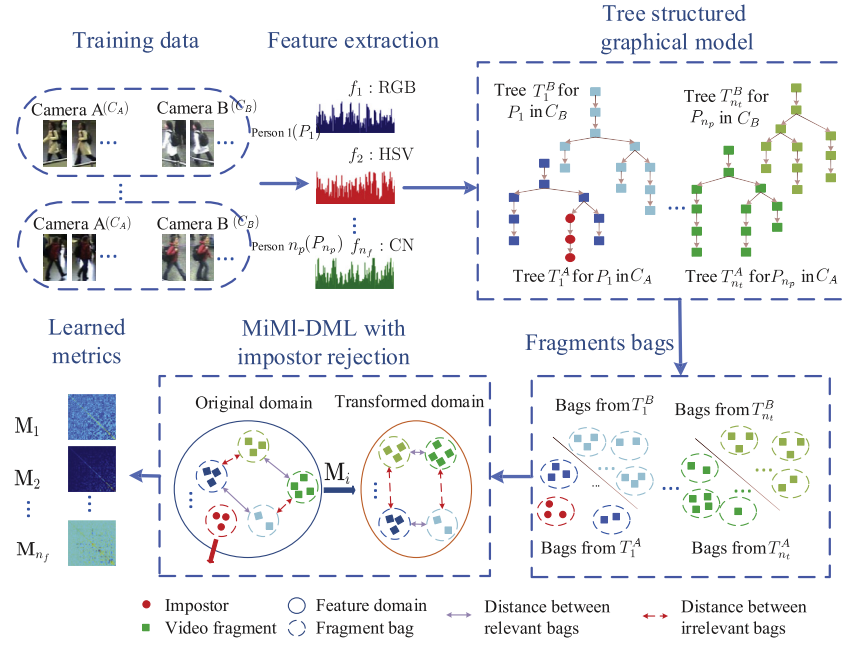 Training data
Feature extraction
Tree structured
graphical model
Camera A(C_A)
Camera B(C_B)
Person 1(P_1)
f_1 : RGB
f_2 : HSV
Camera A(C_A)
Camera B(C_B)
Person n_p(P_{n_p})
f_{n_f} : CN
Tree T_1^B for
P_1 in C_B
Tree T_{n_t}^B for
P_{n_p} in C_B
Tree T_1^A for P_1 in C_A
Tree T_{n_t}^A for P_{n_p} in C_A
Learned
metrics
MiMl-DML with
impostor rejection
Fragments bags
M_1
M_2
M_{n_f}
Original domain
Transformed domain
M_i
Bags from T_1^B
Bags from T_{n_t}^B
Bags from T_1^A
Bags from T_{n_t}^A
Impostor
Feature domain
Distance between
relevant bags
Distance between
irrelevant bags
Video fragment
Fragment bag